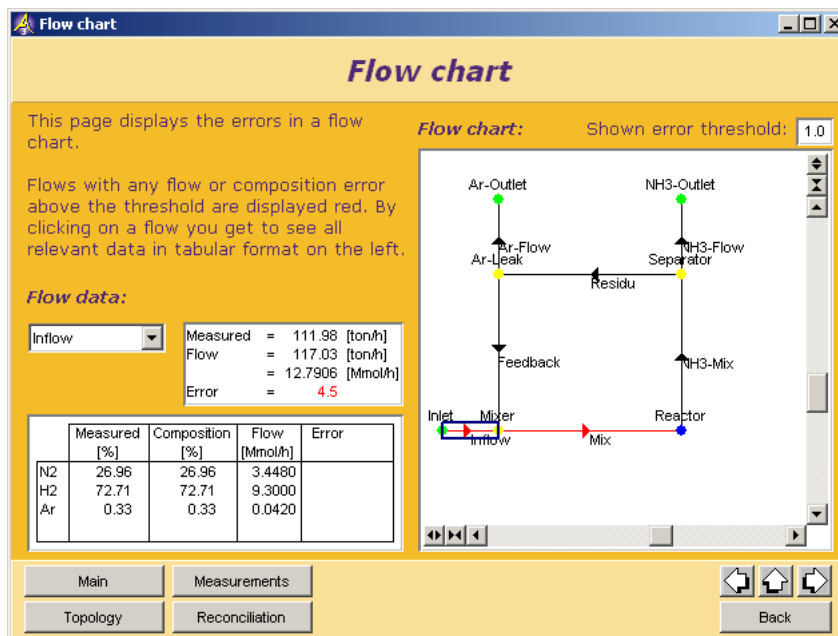 Flow chart
Flow chart
This page displays the errors in a flow
chart.
Flows with any flow or composition error
above the threshold are displayed red. By
clicking on a flow you get to see all
relevant data in tabular format on the left.
Flow data:
Inflow
Measured = 111.98 [ton/h]
Flow = 117.03 [ton/h]
= 12.7906 [Mmol/h]
Error = 4.5
Measured Composition Flow Error
[%] [%] [Mmol/h]
N2 26.96 26.96 3.4480
H2 72.71 72.71 9.3000
Ar 0.33 0.33 0.0420
Flow chart: Shown error threshold: 1.0
Ar-Outlet NH3-Outlet
Ar-Flow NH3-Flow
Ar-Leak Separator
Residu
Feedback NH3-Mix
Inlet Mixer Reactor
Inflow Mix
Main Measurements
Topology Reconciliation Back